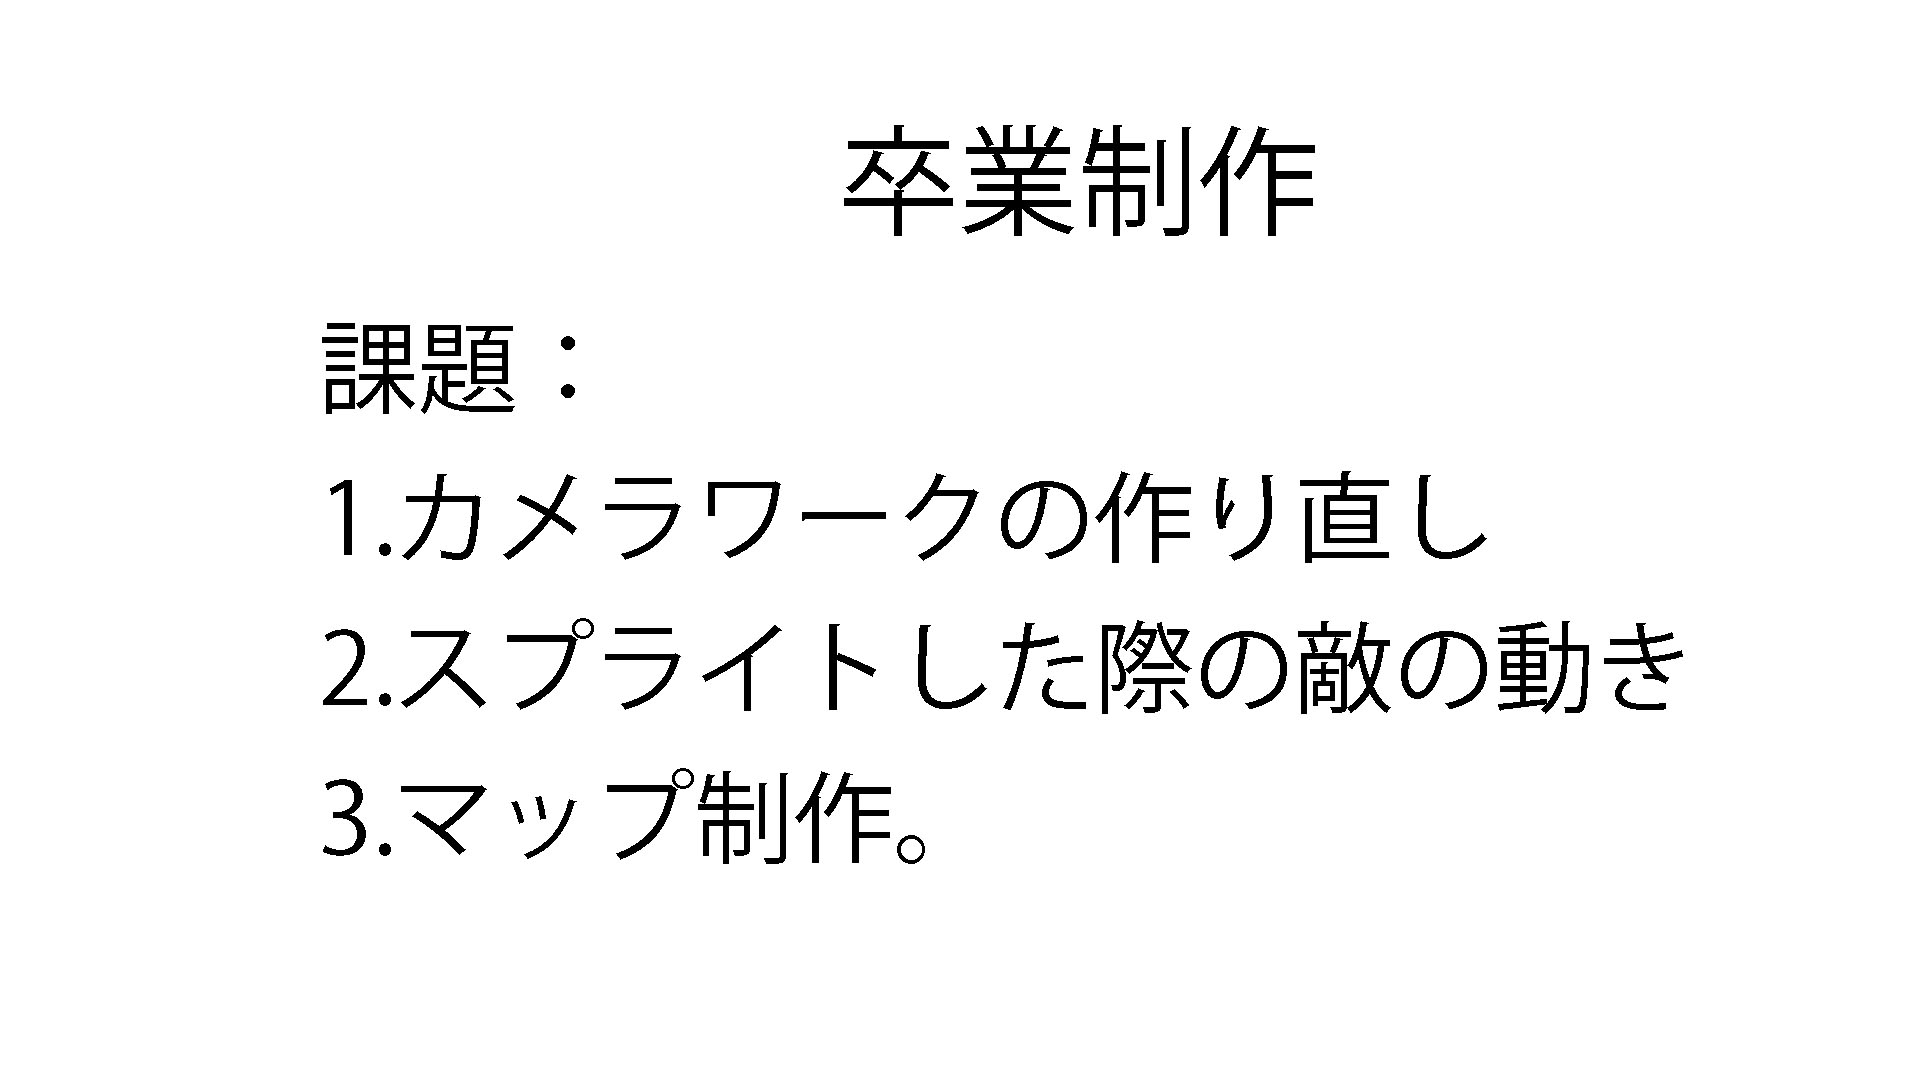 卒業制作
課題：
1.カメラワークの作り直し
2.スプライトした際の敵の動き
3.マップ制作。